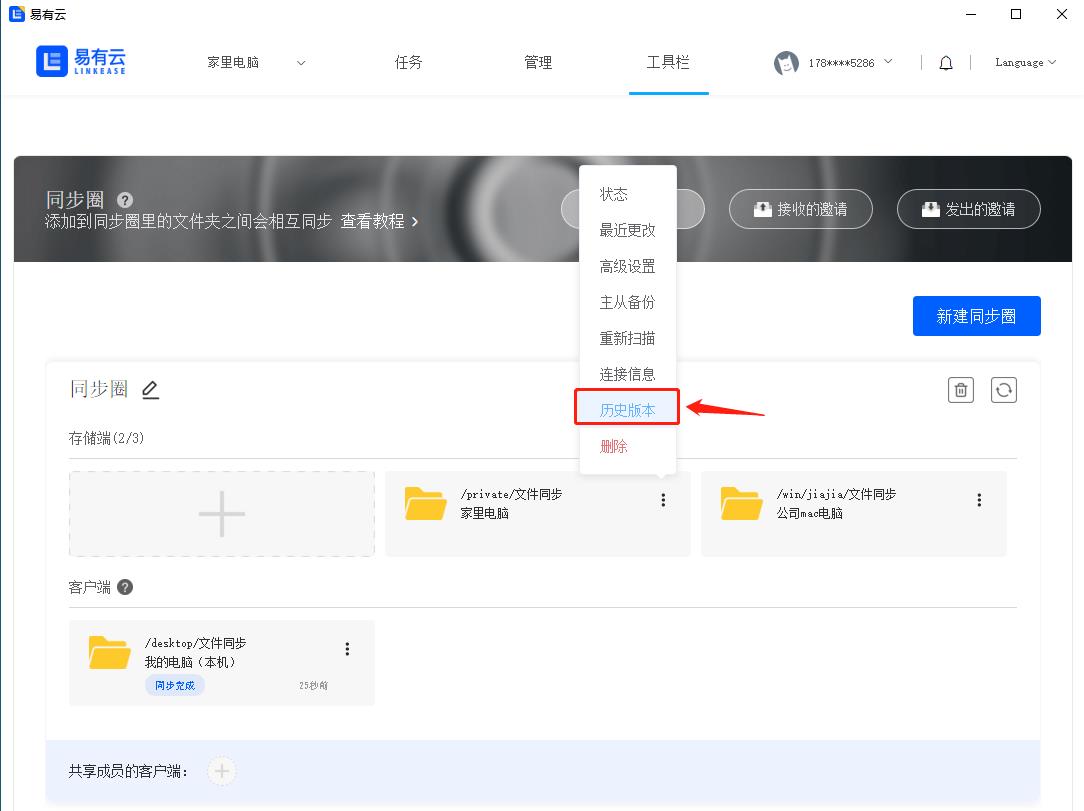 易有云
易有云
LINKEASE
家里电脑
任务
管理
工具栏
178****5286
Language
同步圈 ?
添加到同步圈里的文件夹之间会相互同步 查看教程 >
接收的邀请
发出的邀请
状态
最近更改
高级设置
主从备份
重新扫描
连接信息
历史版本
删除
新建同步圈
同步圈
存储端(2/3)
/private/文件同步
家里电脑
/win/jiajia/文件同步
公司mac电脑
客户端 ?
/desktop/文件同步
我的电脑（本机）
同步完成
25秒前
共享成员的客户端：